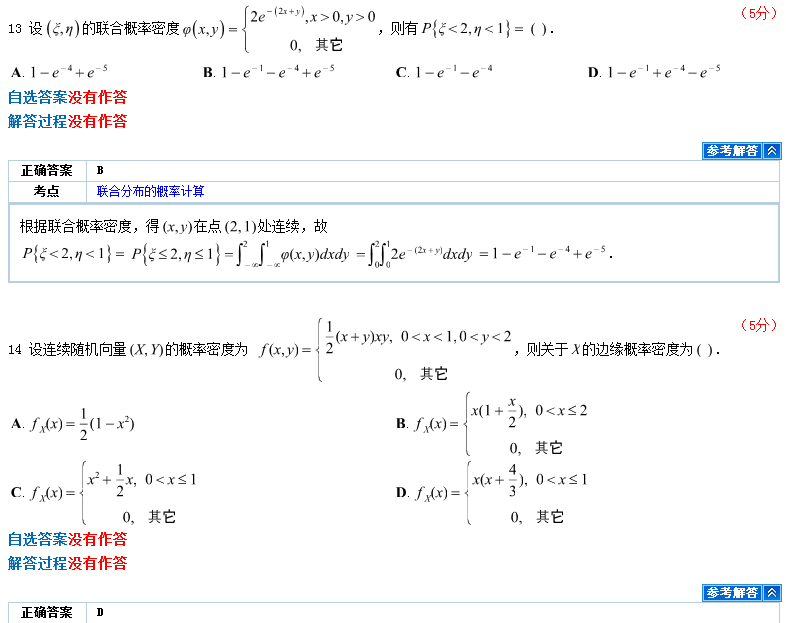 (5分)
13 设(ξ,η)的联合概率密度φ(x,y)={2e^{-(2x+y)}, x>0,y>0; 0, 其它, 则有P{ξ<2,η<1}= ( ).
A. 1-e^{-4}+e^{-5} B. 1-e^{-1}-e^{-4}+e^{-5} C. 1-e^{-1}-e^{-4} D. 1-e^{-1}+e^{-4}-e^{-5}
自选答案没有作答
解答过程没有作答
参考解答
正确答案 B
考点 联合分布的概率计算
根据联合概率密度，得(x,y)在点(2,1)处连续，故
P{ξ<2,η<1}= P{ξ≤2,η≤1}=∫_{-∞}^{2}∫_{-∞}^{1}φ(x,y)dxdy =∫_{0}^{2}∫_{0}^{1}2e^{-(2x+y)}dxdy =1-e^{-1}-e^{-4}+e^{-5}.
(5分)
14 设连续随机向量(X,Y)的概率密度为 f(x,y)={1/2(x+y)xy, 0<x<1,0<y<2; 0, 其它, 则关于X的边缘概率密度为( ).
A. f_X(x)=1/2(1-x²) B. f_X(x)={x(1+x/2), 0<x≤2; 0, 其它
C. f_X(x)={x²+1/2x, 0<x≤1; 0, 其它 D. f_X(x)={x(x+4/3), 0<x≤1; 0, 其它
自选答案没有作答
解答过程没有作答
参考解答
正确答案 D